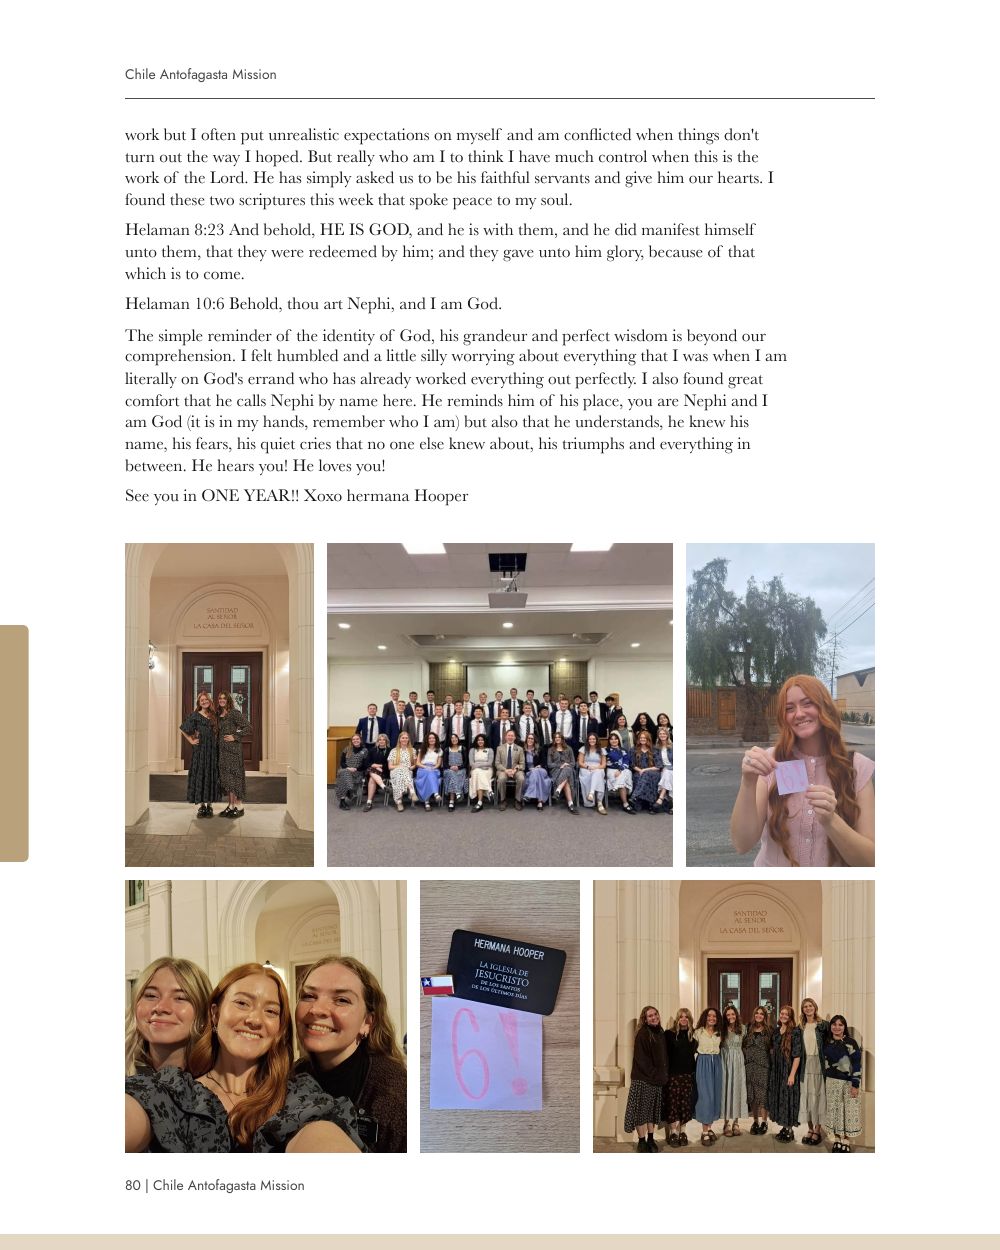 Chile Antofagasta Mission
work but I often put unrealistic expectations on myself and am conflicted when things don't
turn out the way I hoped. But really who am I to think I have much control when this is the
work of the Lord. He has simply asked us to be his faithful servants and give him our hearts. I
found these two scriptures this week that spoke peace to my soul.
Helaman 8:23 And behold, HE IS GOD, and he is with them, and he did manifest himself
unto them, that they were redeemed by him; and they gave unto him glory, because of that
which is to come.
Helaman 10:6 Behold, thou art Nephi, and I am God.
The simple reminder of the identity of God, his grandeur and perfect wisdom is beyond our
comprehension. I felt humbled and a little silly worrying about everything that I was when I am
literally on God's errand who has already worked everything out perfectly. I also found great
comfort that he calls Nephi by name here. He reminds him of his place, you are Nephi and I
am God (it is in my hands, remember who I am) but also that he understands, he knew his
name, his fears, his quiet cries that no one else knew about, his triumphs and everything in
between. He hears you! He loves you!
See you in ONE YEAR!! Xoxo hermana Hooper
SANTIDAD
AL SEÑOR
LA CASA DEL SEÑOR
6!
SANTIDAD
AL SEÑOR
LA CASA DEL SEÑOR
HERMANA HOOPER
LA IGLESIA DE
JESUCRISTO
DE LOS SANTOS
DE LOS ÚLTIMOS DÍAS
6!
SANTIDAD
AL SEÑOR
LA CASA DEL SEÑOR
80 | Chile Antofagasta Mission